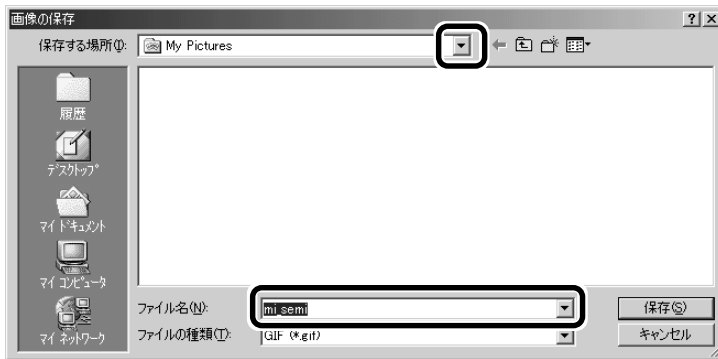 画像の保存
保存する場所(I):
My Pictures
履歴
デスクトップ
マイ ドキュメント
マイ コンピュータ
マイ ネットワーク
ファイル名(N):
mi_semi
保存(S)
ファイルの種類(T):
GIF (*.gif)
キャンセル